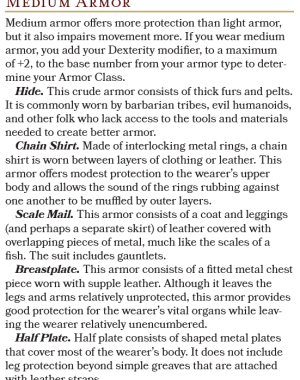 MEDIUM ARMOR
Medium armor offers more protection than light armor,
but it also impairs movement more. If you wear medium
armor, you add your Dexterity modifier, to a maximum
of +2, to the base number from your armor type to deter-
mine your Armor Class.
Hide. This crude armor consists of thick furs and pelts.
It is commonly worn by barbarian tribes, evil humanoids,
and other folk who lack access to the tools and materials
needed to create better armor.
Chain Shirt. Made of interlocking metal rings, a chain
shirt is worn between layers of clothing or leather. This
armor offers modest protection to the wearer's upper
body and allows the sound of the rings rubbing against
one another to be muffled by outer layers.
Scale Mail. This armor consists of a coat and leggings
(and perhaps a separate skirt) of leather covered with
overlapping pieces of metal, much like the scales of a
fish. The suit includes gauntlets.
Breastplate. This armor consists of a fitted metal chest
piece worn with supple leather. Although it leaves the
legs and arms relatively unprotected, this armor provides
good protection for the wearer's vital organs while leav-
ing the wearer relatively unencumbered.
Half Plate. Half plate consists of shaped metal plates
that cover most of the wearer's body. It does not include
leg protection beyond simple greaves that are attached
with leather straps.